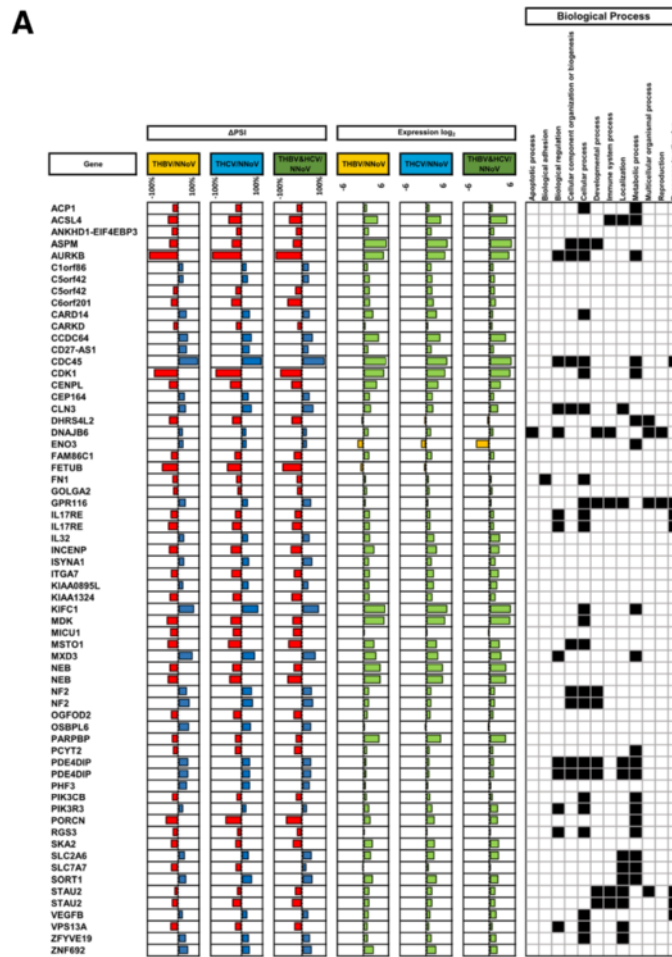 A
Biological Process
Apoptotic process
Biological adhesion
Biological regulation
Cellular component organization or biogenesis
Cellular process
Developmental process
Immune system process
Localization
Metabolic process
Multicellular organismal process
Reproduction
ΔPSI
Expression log₂
Gene
THBV/NNoV
THCV/NNoV
THBV&HCV/
NNoV
THBV/NNoV
THCV/NNoV
THBV&HCV/
NNoV
-100%
100%
-100%
100%
-100%
100%
-6
6
-6
6
-6
6
ACP1
ACSL4
ANKHD1-EIF4EBP3
ASPM
AURKB
C1orf86
C5orf42
C5orf42
C6orf201
CARD14
CARKD
CCDC64
CD27-AS1
CDC45
CDK1
CENPL
CEP164
CLN3
DHRS4L2
DNAJB6
ENO3
FAM86C1
FETUB
FN1
GOLGA2
GPR116
IL17RE
IL17RE
IL32
INCENP
ISYNA1
ITGA7
KIAA0895L
KIAA1324
KIFC1
MDK
MICU1
MSTO1
MXD3
NEB
NEB
NF2
NF2
OGFOD2
OSBPL6
PARPBP
PCYT2
PDE4DIP
PDE4DIP
PHF3
PIK3CB
PIK3R3
PORCN
RGS3
SKA2
SLC2A6
SLC7A7
SORT1
STAU2
STAU2
VEGFB
VPS13A
ZFYVE19
ZNF692